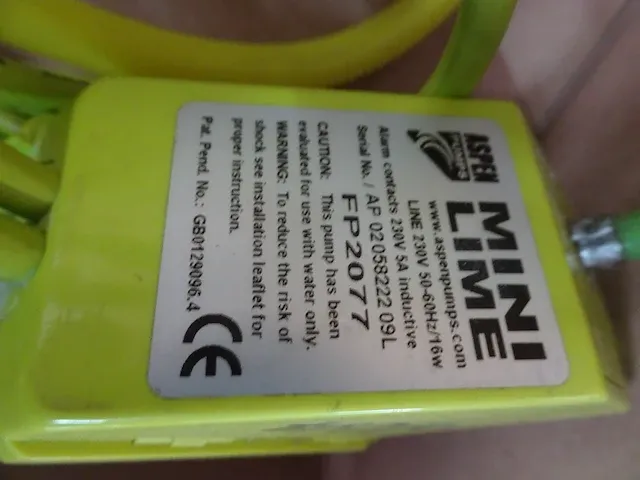 ASPEN
PUMPS
MINI
LIME
www.aspenpumps.com
LINE 230V 50-60Hz/16W
Alarm contacts 230V 5A inductive
Serial No. / AP 02 058222 09L
FP2077
CAUTION: This pump has been
evaluated for use with water only.
WARNING: To reduce the risk of
shock see installation leaflet for
proper instruction.
Pat. Pend. No.: GB0129096.4
CE